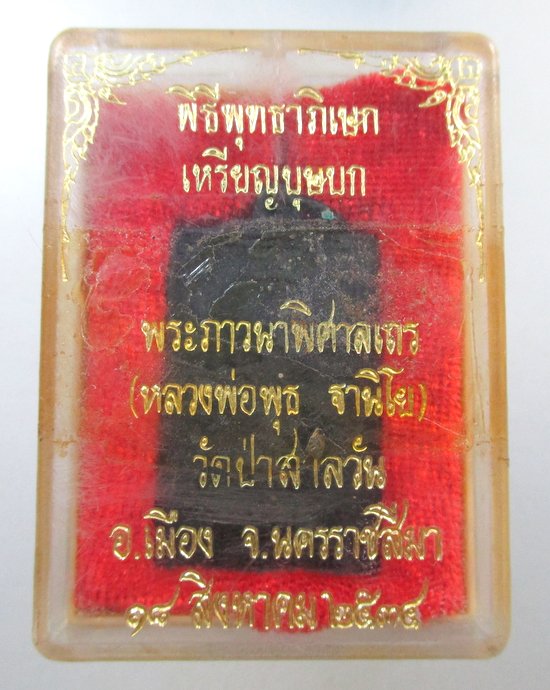 พิธีพุทธาภิเษก
เหรียญบุษบก
พระภาวนาพิศาลเถร
(หลวงพ่อพุธ ฐานิโย)
วัดป่าสาลวัน
อ.เมือง จ.นครราชสีมา
๑๘ สิงหาคม ๒๕๓๔